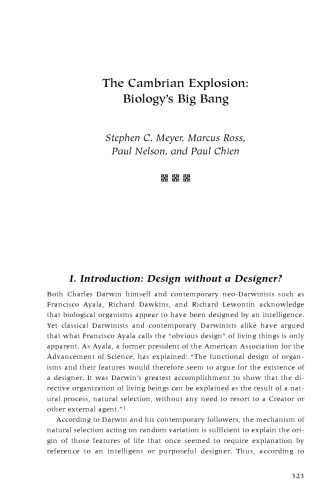 The Cambrian Explosion:
Biology's Big Bang
Stephen C. Meyer, Marcus Ross,
Paul Nelson, and Paul Chien
I. Introduction: Design without a Designer?
Both Charles Darwin himself and contemporary neo-Darwinists such as
Francisco Ayala, Richard Dawkins, and Richard Lewontin acknowledge
that biological organisms appear to have been designed by an intelligence.
Yet classical Darwinists and contemporary Darwinists alike have argued
that what Francisco Ayala calls the "obvious design" of living things is only
apparent. As Ayala, a former president of the American Association for the
Advancement of Science, has explained: "The functional design of organ-
isms and their features would therefore seem to argue for the existence of
a designer. It was Darwin's greatest accomplishment to show that the di-
rective organization of living beings can be explained as the result of a nat-
ural process, natural selection, without any need to resort to a Creator or
other external agent."1
According to Darwin and his contemporary followers, the mechanism of
natural selection acting on random variation is sufficient to explain the ori-
gin of those features of life that once seemed to require explanation by
reference to an intelligent or purposeful designer. Thus, according to
323